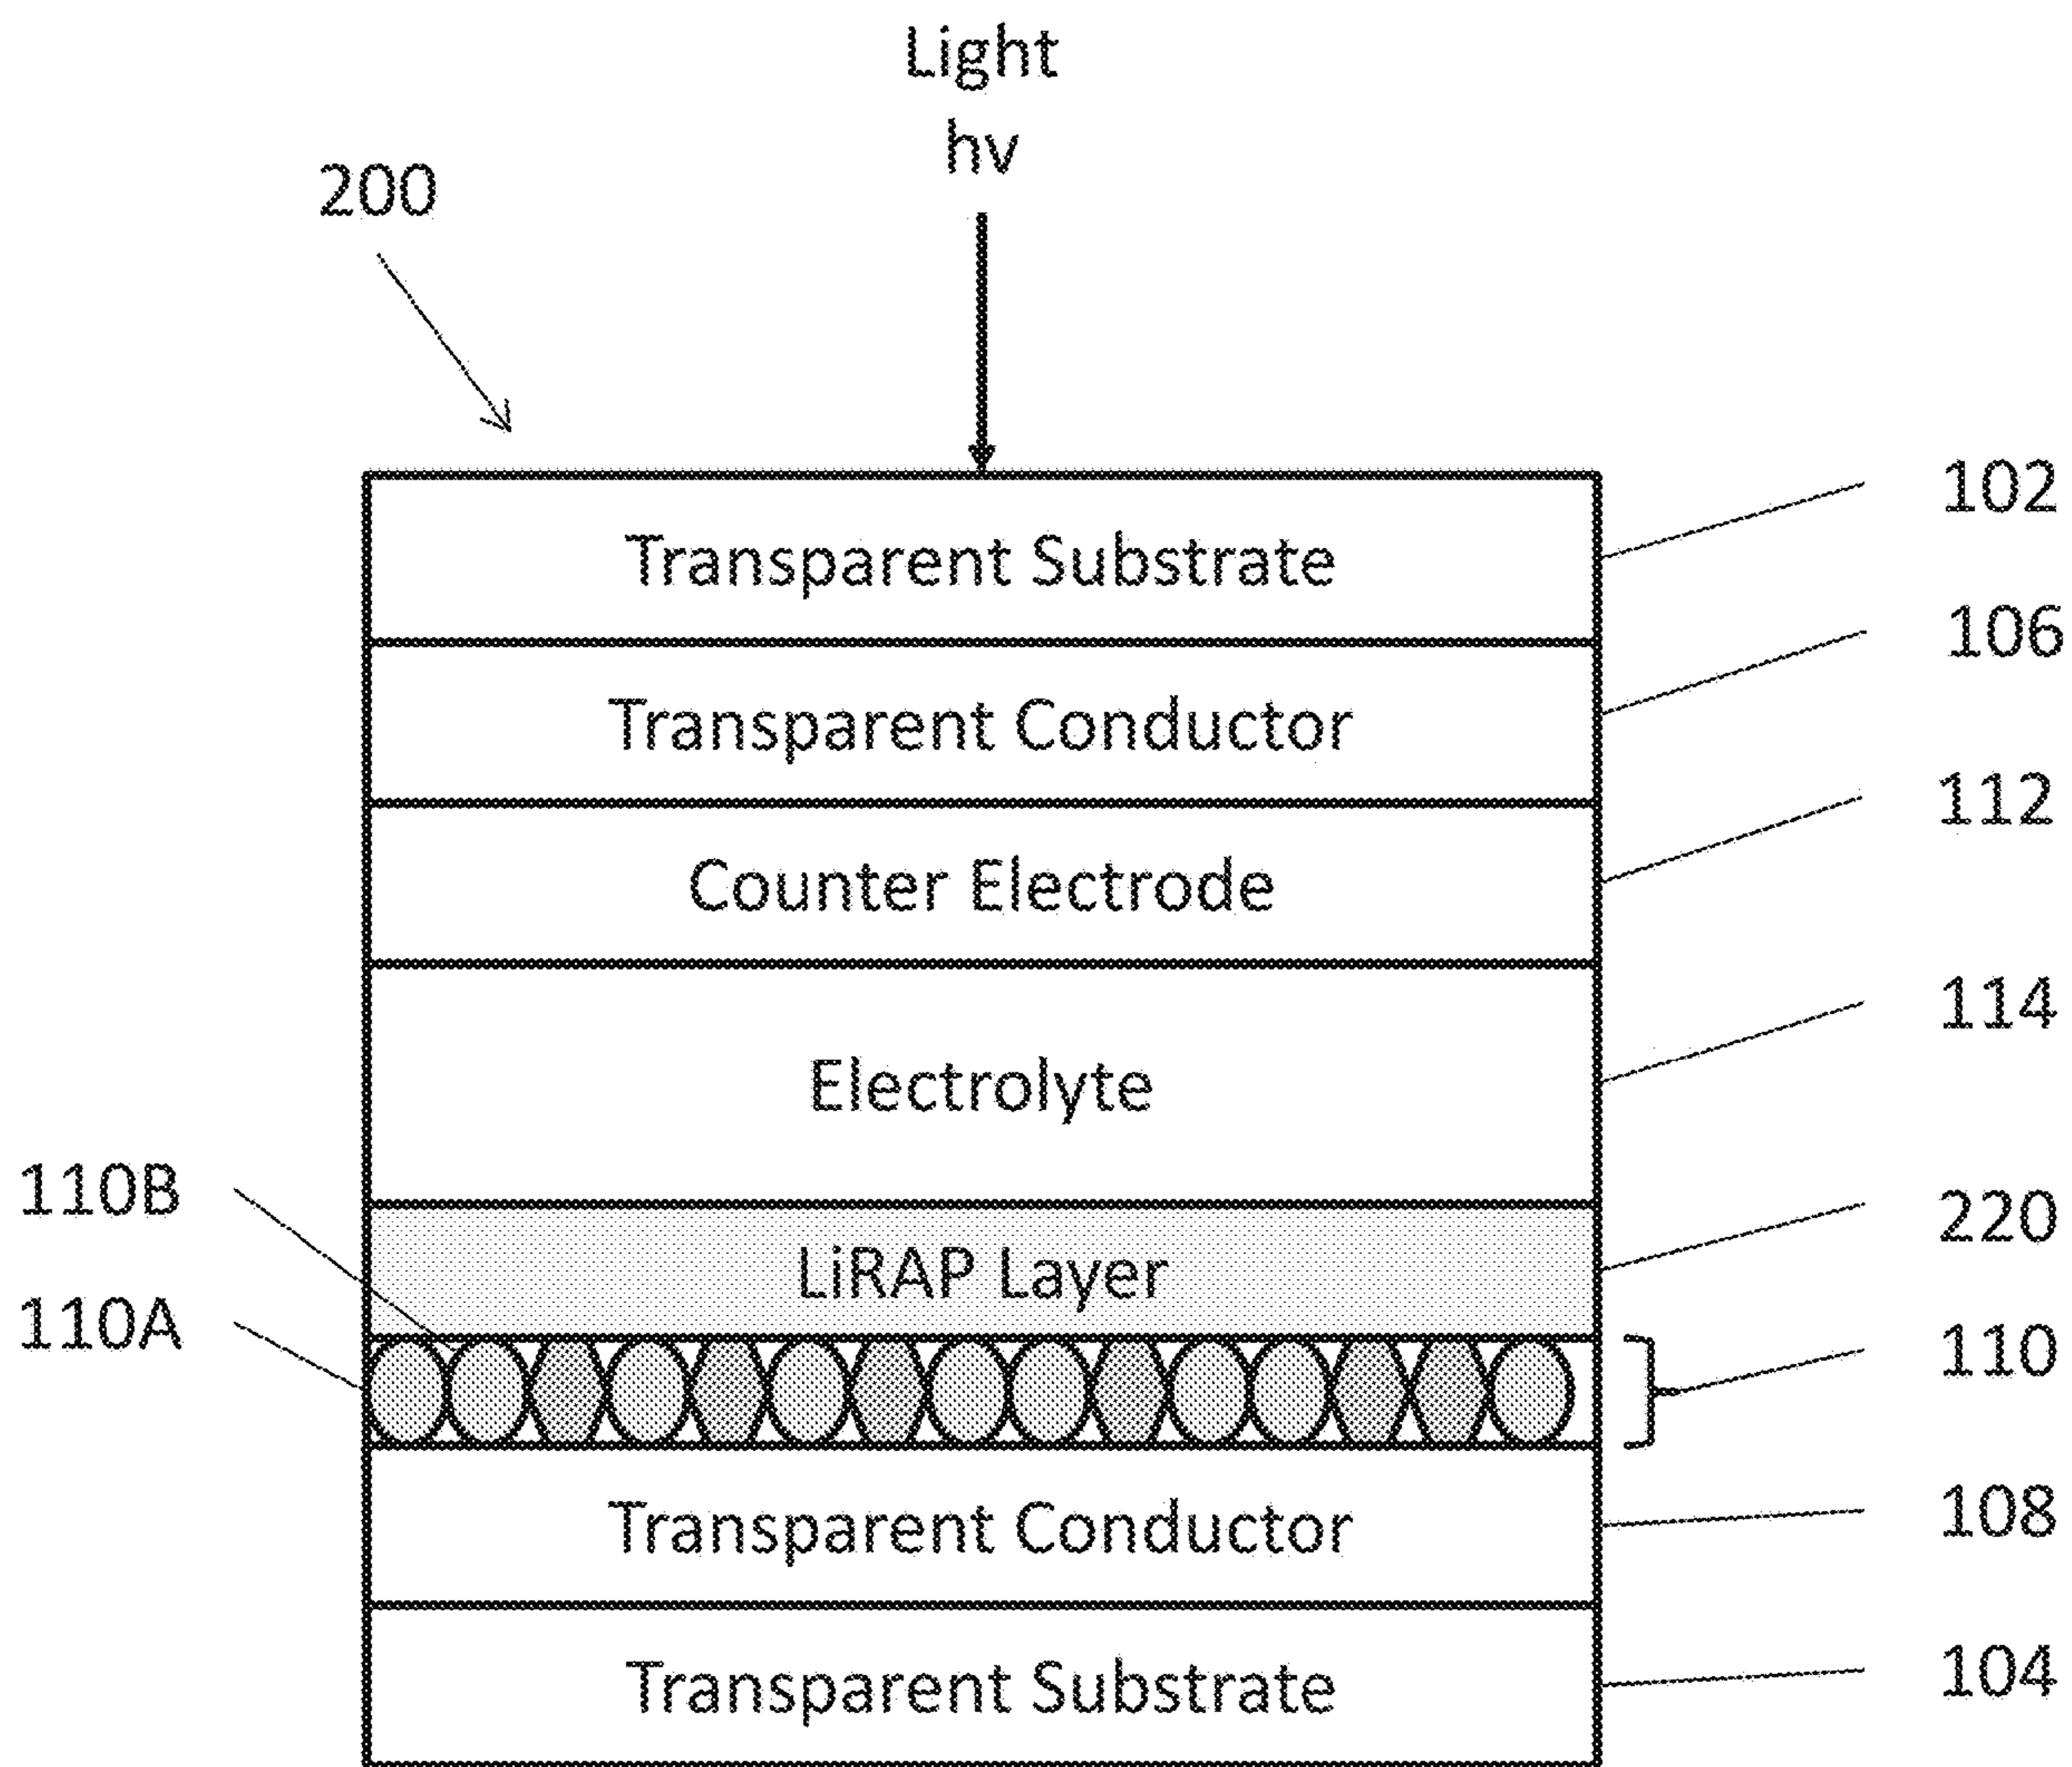 Light
hv
200
102
Transparent Substrate
106
Transparent Conductor
112
Counter Electrode
114
Electrolyte
110B
220
LiRAP Layer
110A
110
108
Transparent Conductor
104
Transparent Substrate